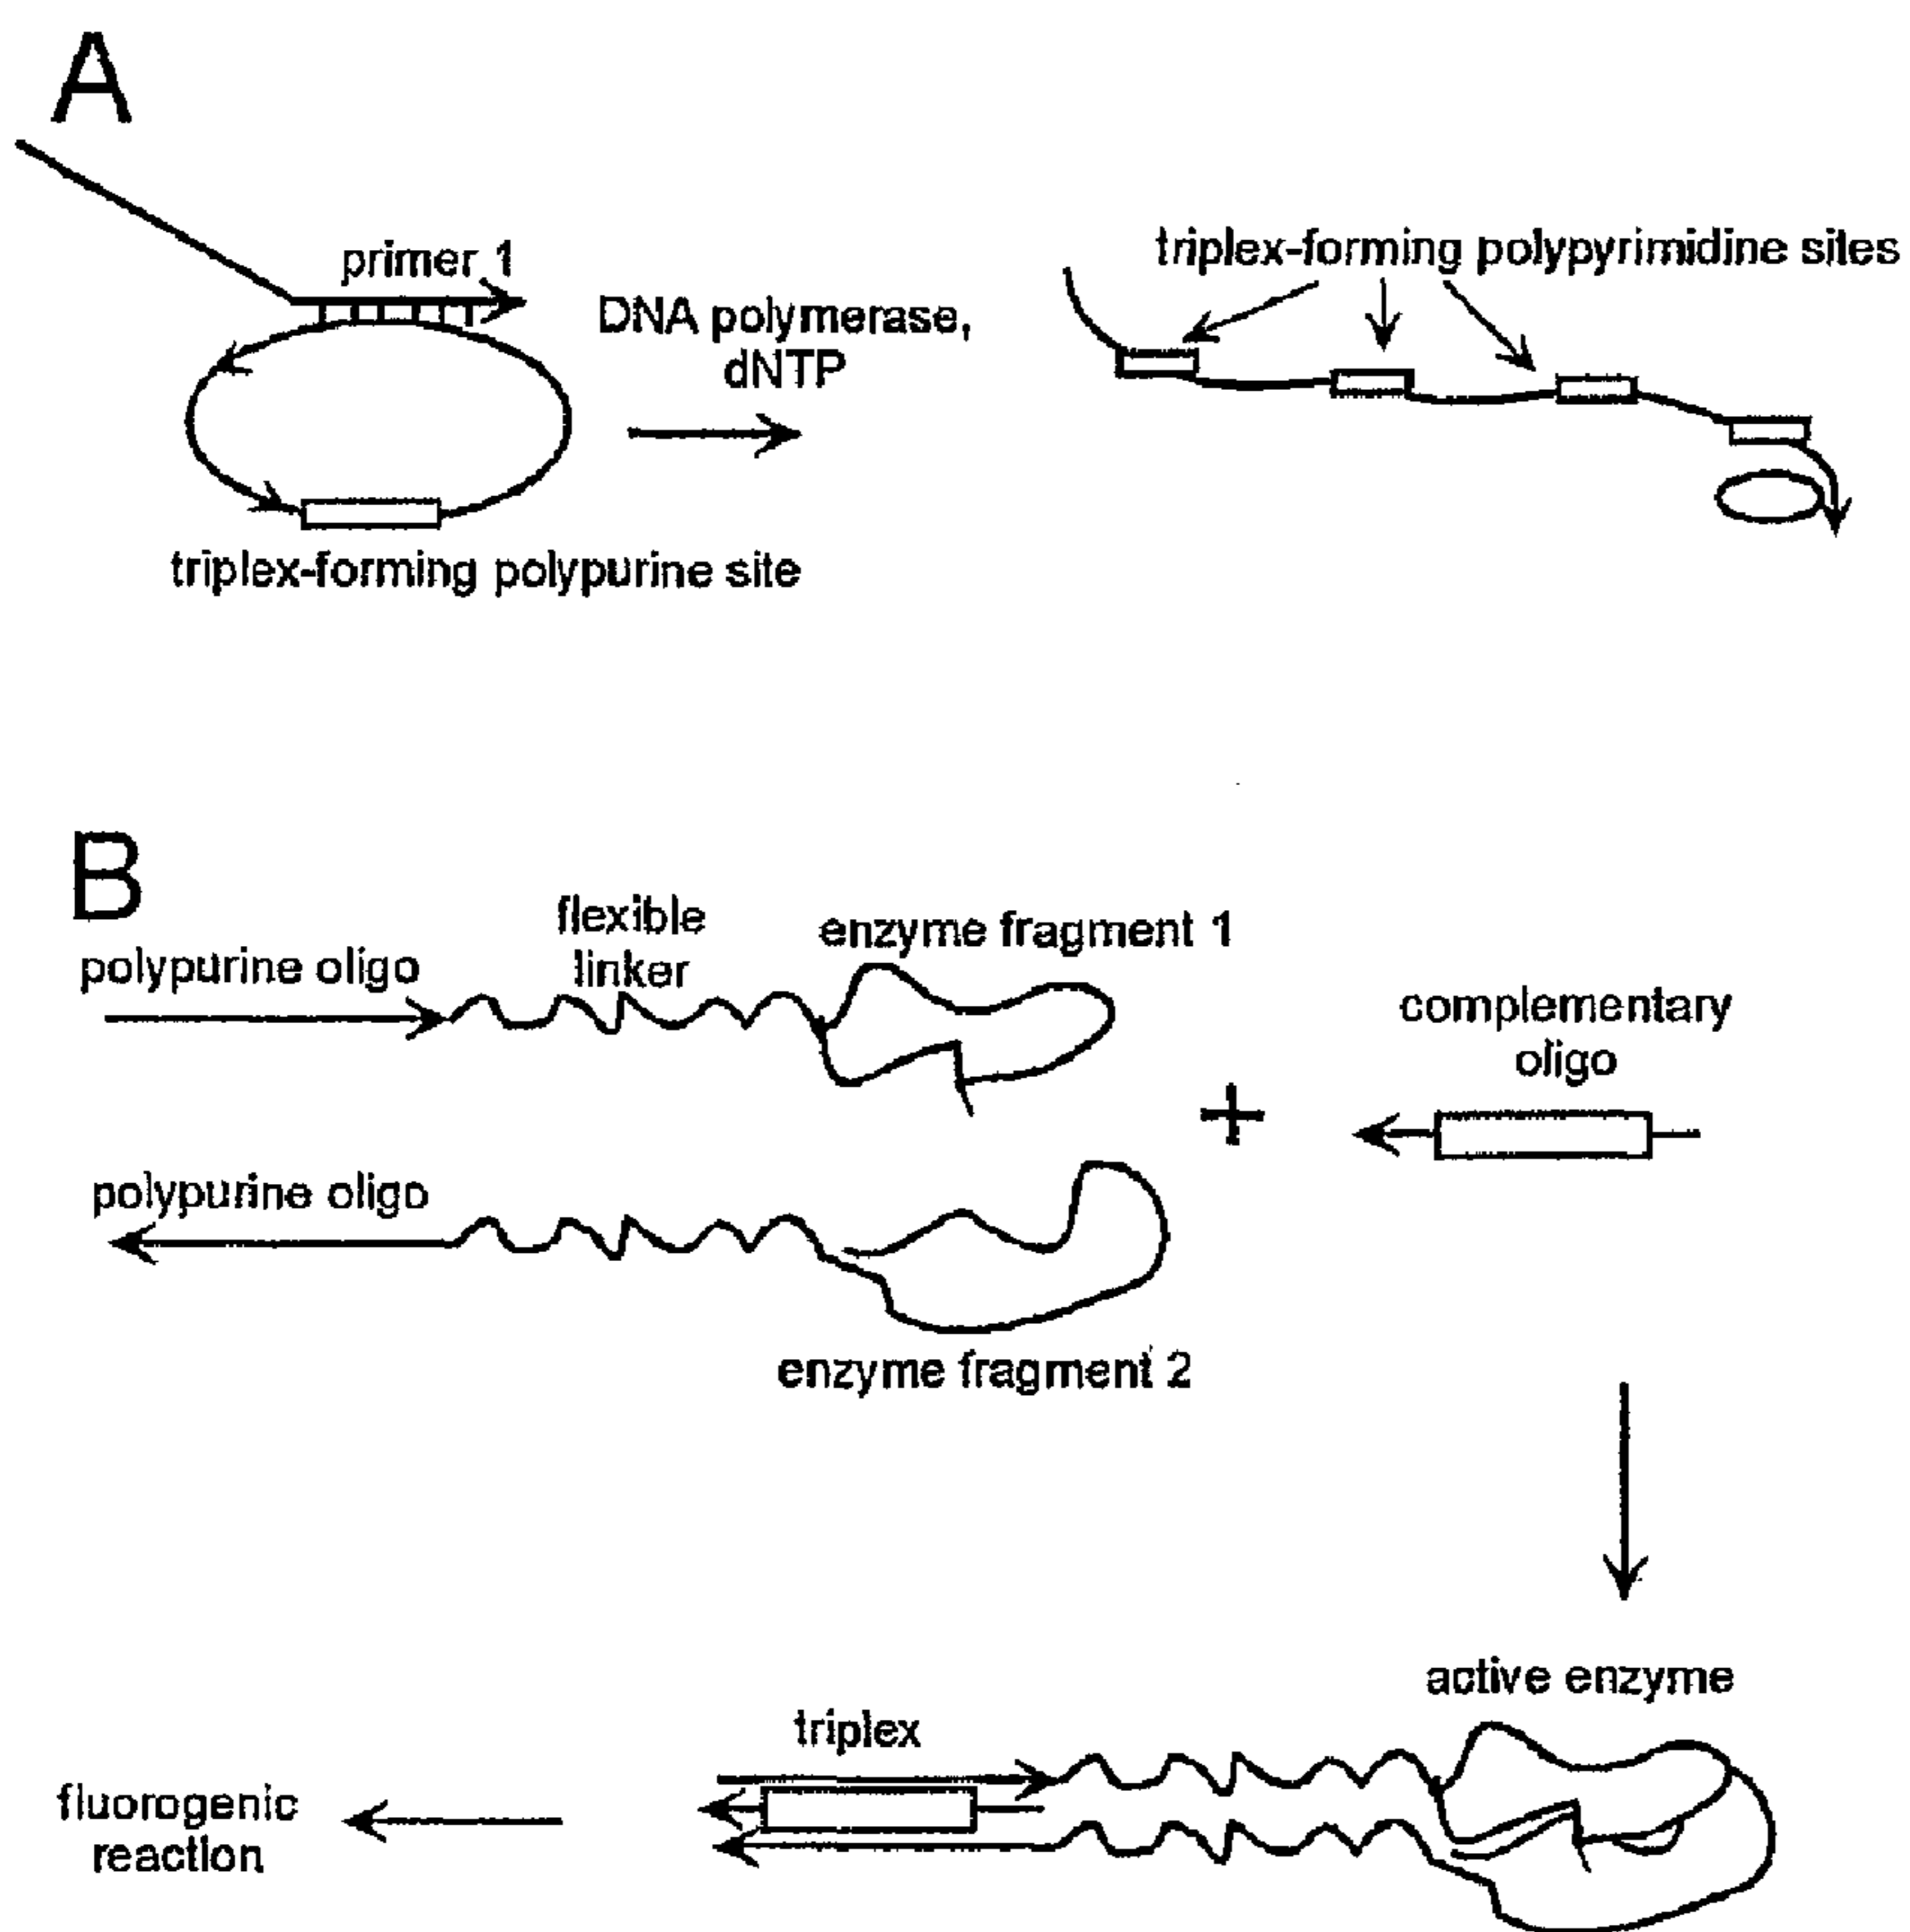 A
primer 1
DNA polymerase,
dNTP
triplex-forming polypyrimidine sites
triplex-forming polypurine site
B
polypurine oligo
flexible
linker
enzyme fragment 1
complementary
oligo
+
polypurine oligo
enzyme fragment 2
active enzyme
triplex
fluorogenic
reaction